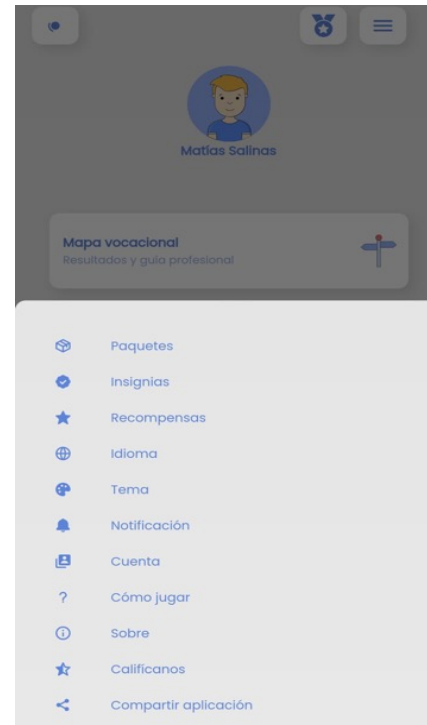 Matías Salinas
Mapa vocacional
Resultados y guía profesional
Paquetes
Insignias
Recompensas
Idioma
Tema
Notificación
Cuenta
Cómo jugar
Sobre
Califícanos
Compartir aplicación